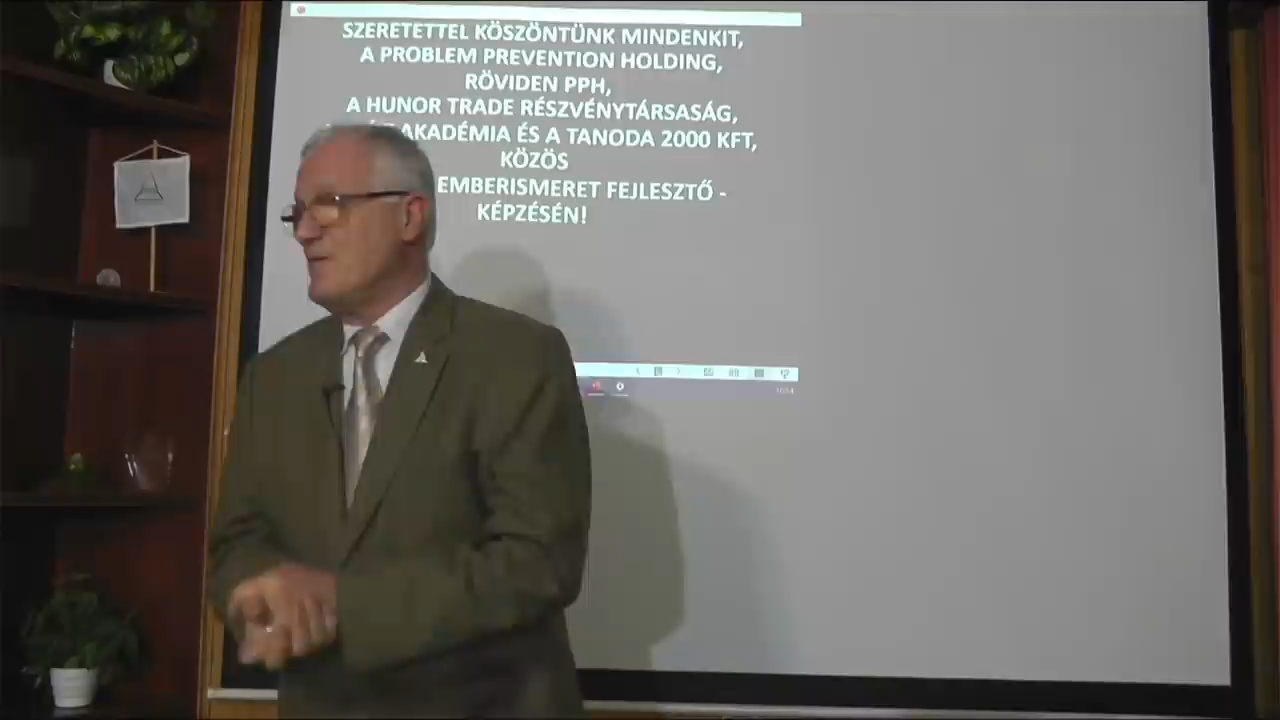 SZERETETTEL KÖSZÖNTÜNK MINDENKIT,
A PROBLEM PREVENTION HOLDING,
RÖVIDEN PPH,
A HUNOR TRADE RÉSZVÉNYTÁRSASÁG,
AKADÉMIA ÉS A TANODA 2000 KFT,
KÖZÖS
EMBERISMERET FEJLESZTŐ -
KÉPZÉSÉN!